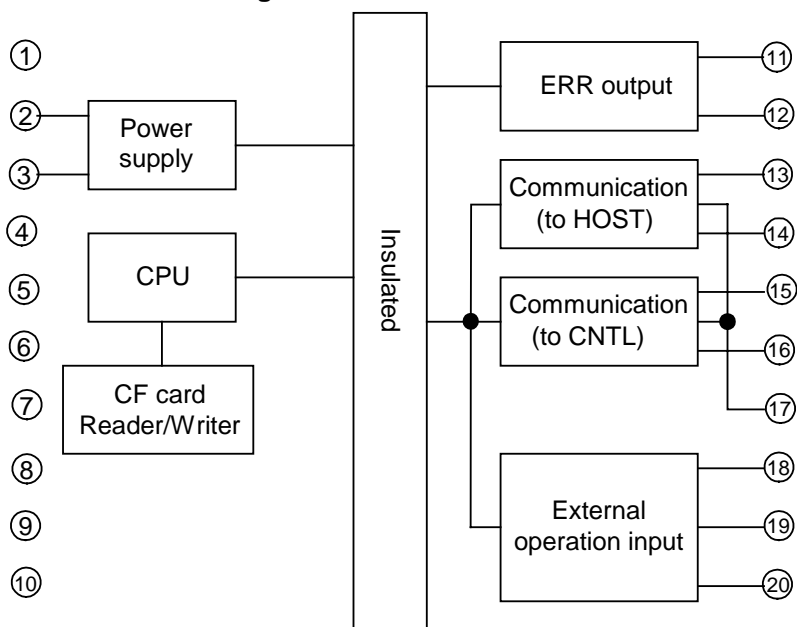 ①
②
③
④
⑤
⑥
⑦
⑧
⑨
⑩
Power
supply
CPU
CF card
Reader/Writer
Insulated
ERR output
Communication
(to HOST)
Communication
(to CNTL)
External
operation input
⑪
⑫
⑬
⑭
⑮
⑯
⑰
⑱
⑲
⑳